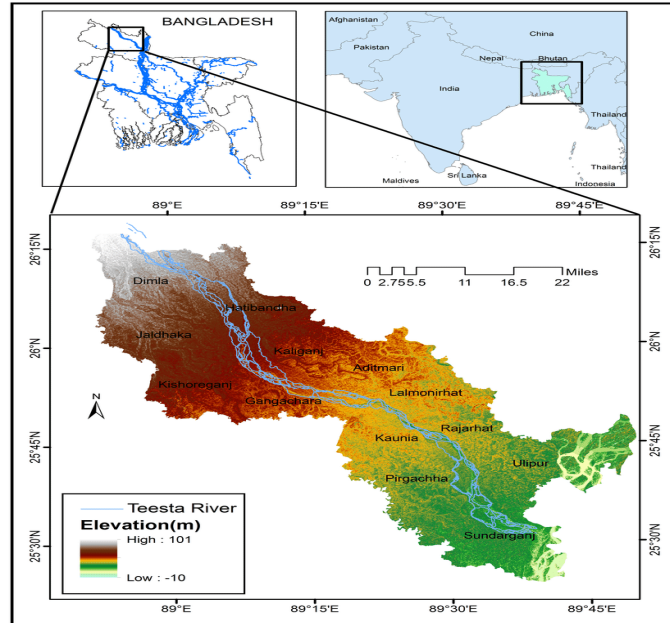 BANGLADESH
Afghanistan
China
Pakistan
Nepal
Bhutan
India
Thailand
Thailand
Sri Lanka
Maldives
Indonesia
89°E
89°15'E
89°30'E
89°45'E
26°15'N
26°15'N
Dimla
Miles
0 2.75 5.5 11 16.5 22
Hatibandha
Jaldhaka
26°N
26°N
Kaliganj
Aditmari
Kishoreganj
Lalmonirhat
N
Gangachara
Rajarhat
25°45'N
25°45'N
Kaunia
Ulipur
Pirgachha
Teesta River
Elevation(m)
High : 101
Low : -10
Sundarganj
25°30'N
25°30'N
89°E
89°15'E
89°30'E
89°45'E